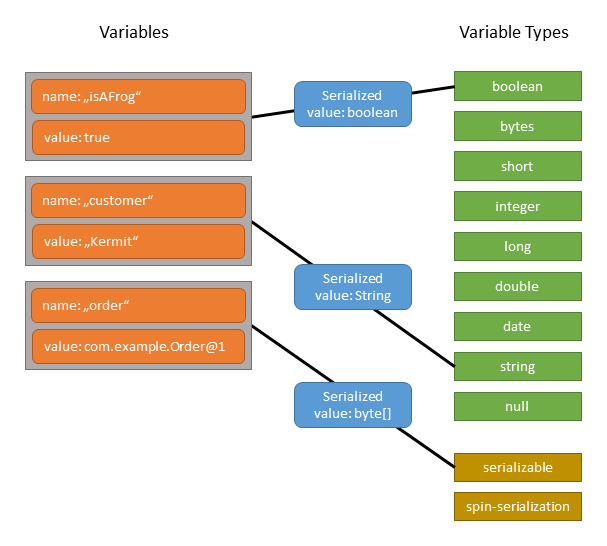 Variables
name: „isAFrog“
value: true
name: „customer“
value: „Kermit“
name: „order“
value: com.example.Order@1
Serialized
value: boolean
Serialized
value: String
Serialized
value: byte[]
Variable Types
boolean
bytes
short
integer
long
double
date
string
null
serializable
spin-serialization